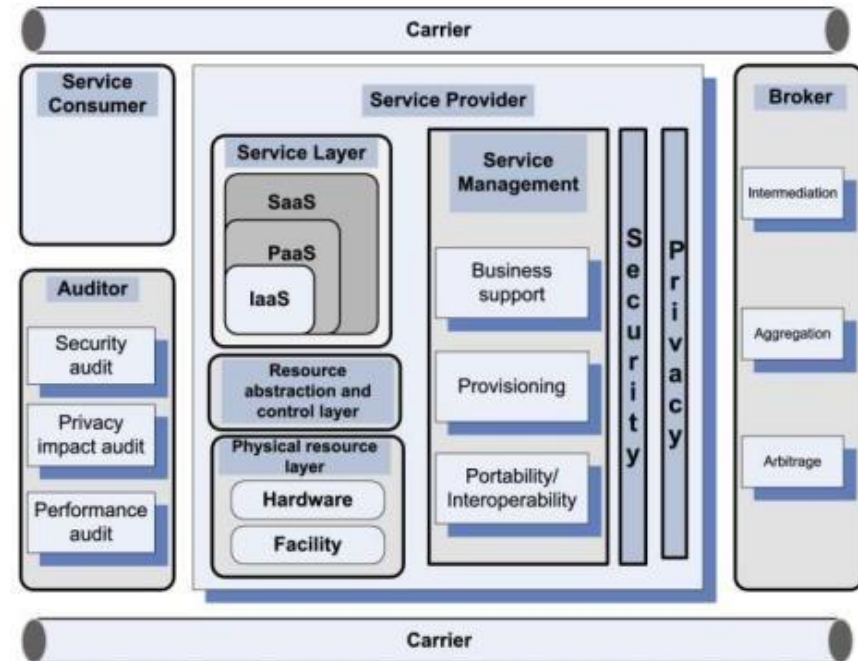 Carrier
Service
Consumer
Auditor
Security
audit
Privacy
impact audit
Performance
audit
Service Provider
Service Layer
SaaS
PaaS
IaaS
Resource
abstraction and
control layer
Physical resource
layer
Hardware
Facility
Service
Management
Business
support
Provisioning
Portability/
Interoperability
Security
Privacy
Broker
Intermediation
Aggregation
Arbitrage
Carrier